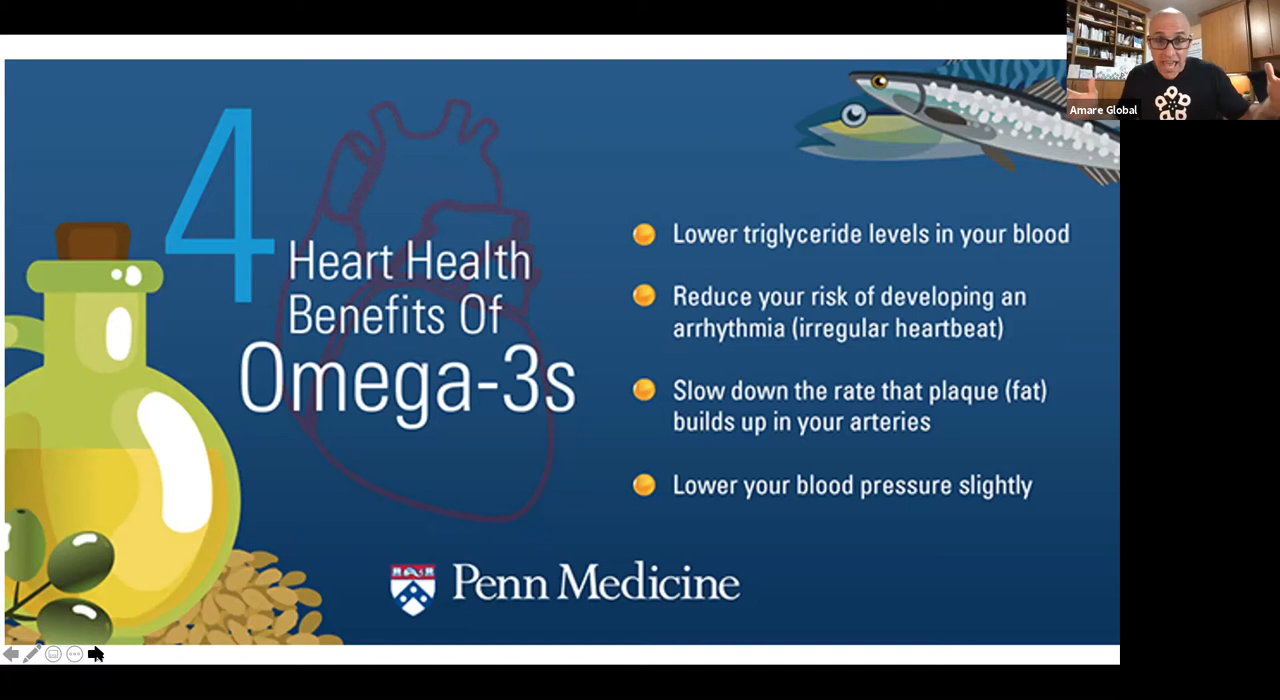 Amare Global
4
Heart Health
Benefits Of
Omega-3s
Lower triglyceride levels in your blood
Reduce your risk of developing an
arrhythmia (irregular heartbeat)
Slow down the rate that plaque (fat)
builds up in your arteries
Lower your blood pressure slightly
Penn Medicine